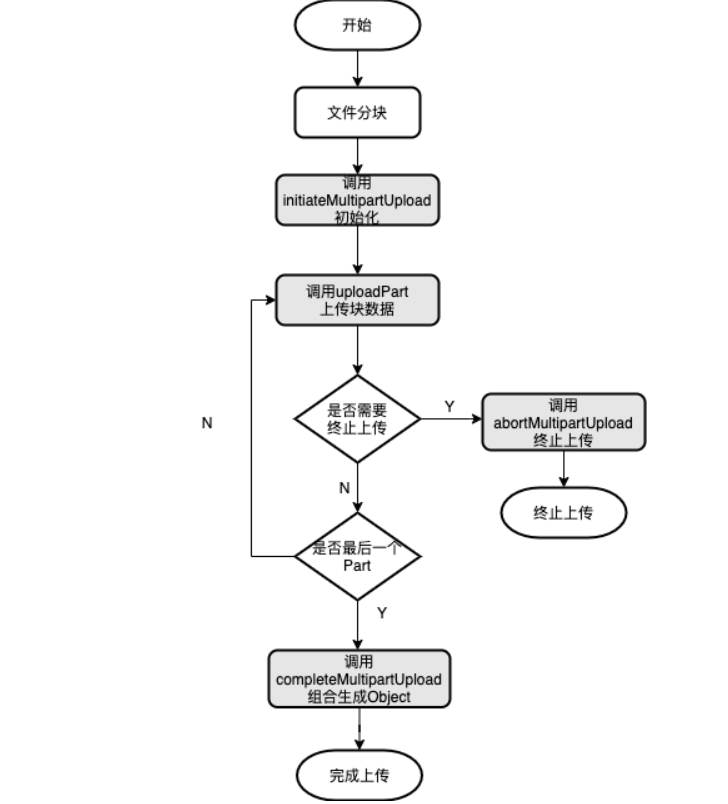 开始
文件分块
调用
initiateMultipartUpload
初始化
调用uploadPart
上传块数据
是否需要
终止上传
Y
调用
abortMultipartUpload
终止上传
N
N
终止上传
是否最后一个
Part
Y
调用
completeMultipartUpload
组合生成Object
完成上传